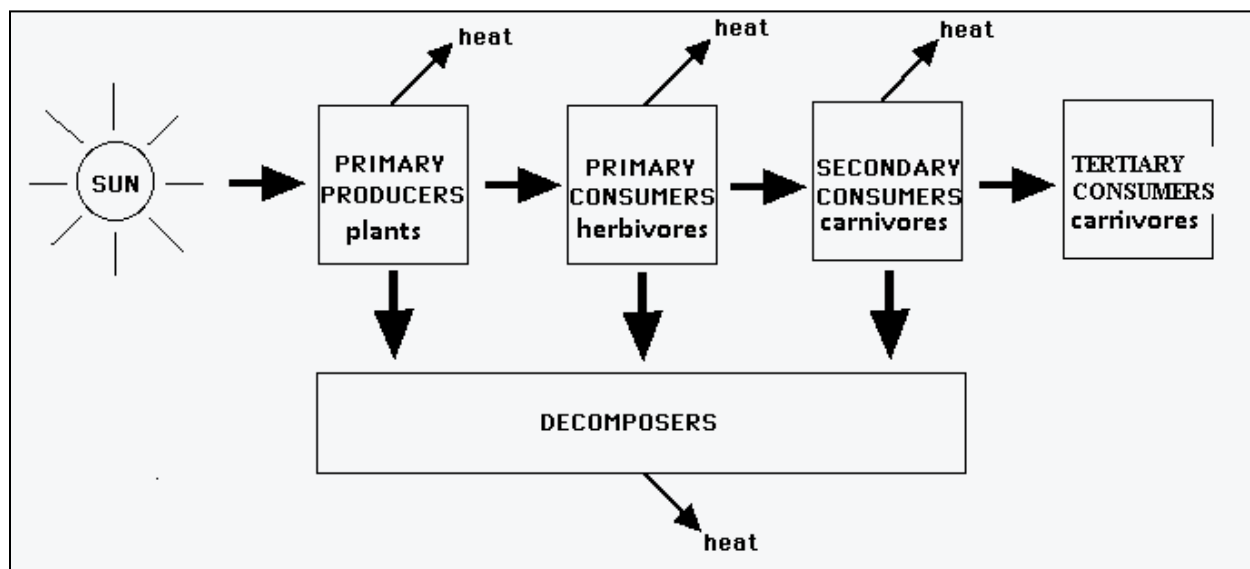 heat
heat
heat
SUN
PRIMARY
PRODUCERS
plants
PRIMARY
CONSUMERS
herbivores
SECONDARY
CONSUMERS
carnivores
TERTIARY
CONSUMERS
carnivores
DECOMPOSERS
heat